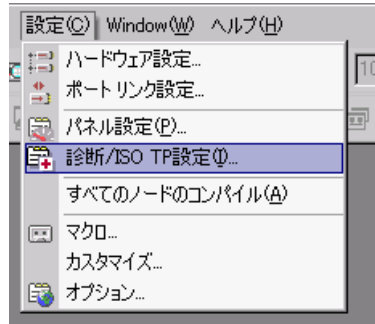 設定(C) Window(W) ヘルプ(H)
ハードウェア設定...
ポート リンク設定...
10
パネル設定(P)...
診断/ISO TP設定(I)...
すべてのノードのコンパイル(A)
マクロ...
カスタマイズ...
オプション...